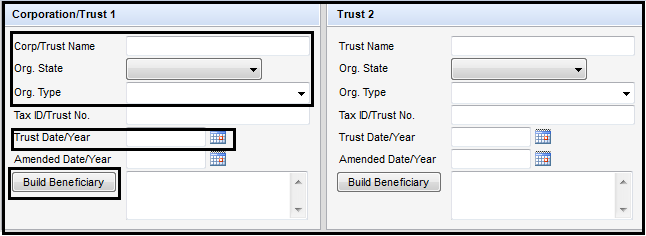 Corporation/Trust 1
Corp/Trust Name
Org. State
Org. Type
Tax ID/Trust No.
Trust Date/Year
Amended Date/Year
Build Beneficiary
Trust 2
Trust Name
Org. State
Org. Type
Tax ID/Trust No.
Trust Date/Year
Amended Date/Year
Build Beneficiary